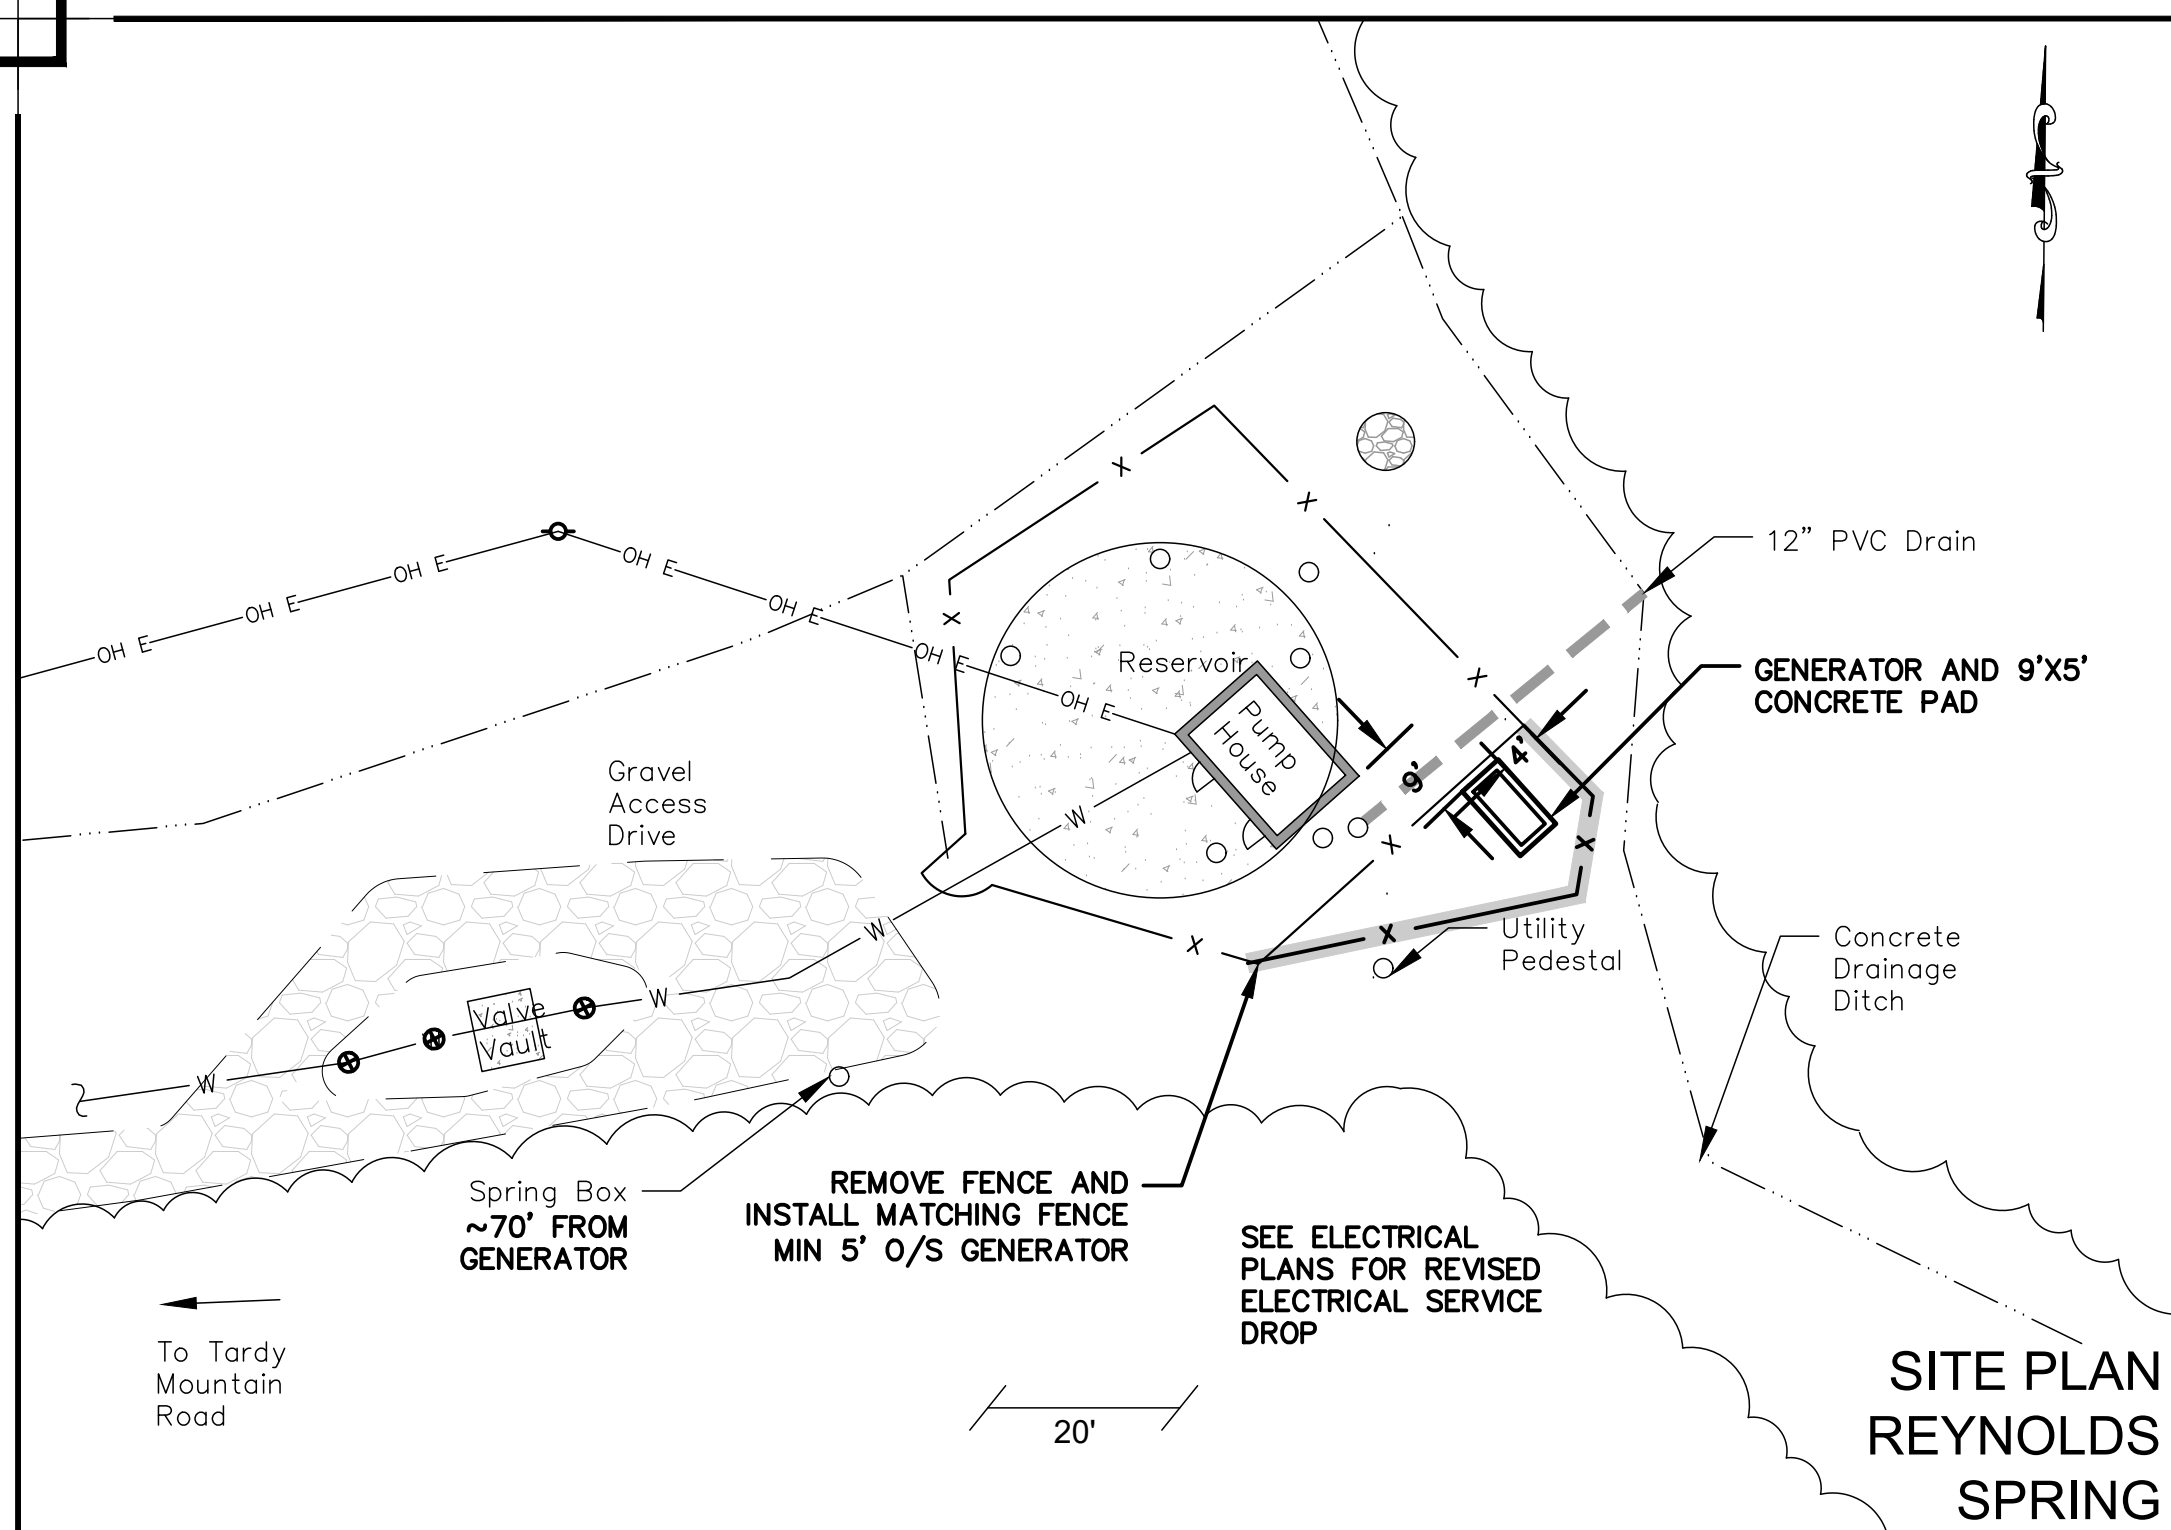 12" PVC Drain
GENERATOR AND 9'X5'
CONCRETE PAD
OH E
OH E
OH E
OH E
OH E
OH E
OH E
X
X
X
X
X
X
X
X
Reservoir
Pump
House
9'
4'
Gravel
Access
Drive
W
W
W
W
Valve
Vault
Utility
Pedestal
Concrete
Drainage
Ditch
Spring Box
~70' FROM
GENERATOR
REMOVE FENCE AND
INSTALL MATCHING FENCE
MIN 5' O/S GENERATOR
SEE ELECTRICAL
PLANS FOR REVISED
ELECTRICAL SERVICE
DROP
To Tardy
Mountain
Road
20'
SITE PLAN
REYNOLDS
SPRING